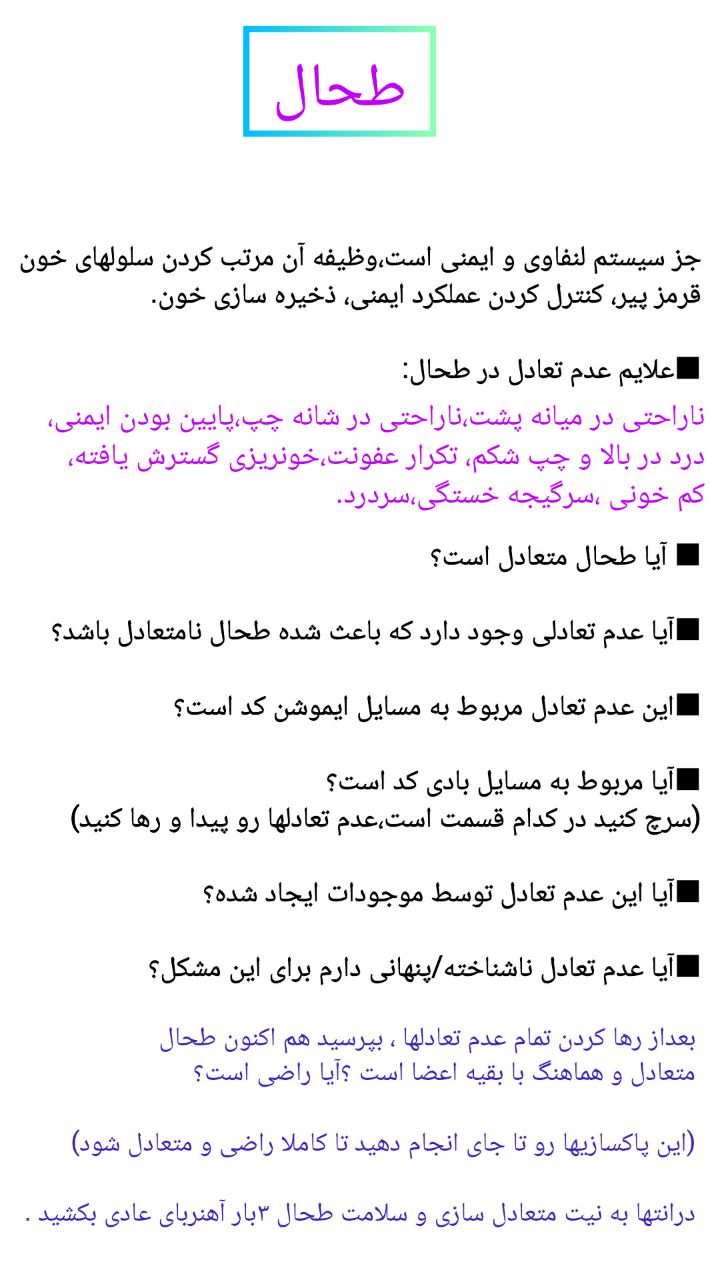 طحال
جز سیستم لنفاوی و ایمنی است،وظیفه آن مرتب کردن سلولهای خون
قرمز پیر، کنترل کردن عملکرد ایمنی، ذخیره سازی خون.
■علایم عدم تعادل در طحال:
ناراحتی در میانه پشت،ناراحتی در شانه چپ،پایین بودن ایمنی،
درد در بالا و چپ شکم، تکرار عفونت،خونریزی گسترش یافته،
کم خونی ،سرگیجه خستگی،سردرد.
■ آیا طحال متعادل است؟
■آیا عدم تعادلی وجود دارد که باعث شده طحال نامتعادل باشد؟
■این عدم تعادل مربوط به مسایل ایموشن کد است؟
■آیا مربوط به مسایل بادی کد است؟
(سرچ کنید در کدام قسمت است،عدم تعادلها رو پیدا و رها کنید)
■آیا این عدم تعادل توسط موجودات ایجاد شده؟
■آیا عدم تعادل ناشناخته/پنهانی دارم برای این مشکل؟
بعداز رها کردن تمام عدم تعادلها ، بپرسید هم اکنون طحال
متعادل و هماهنگ با بقیه اعضا است ؟آیا راضی است؟
(این پاکسازیها رو تا جای انجام دهید تا کاملا راضی و متعادل شود)
درانتها به نیت متعادل سازی و سلامت طحال ۳بار آهنربای عادی بکشید .